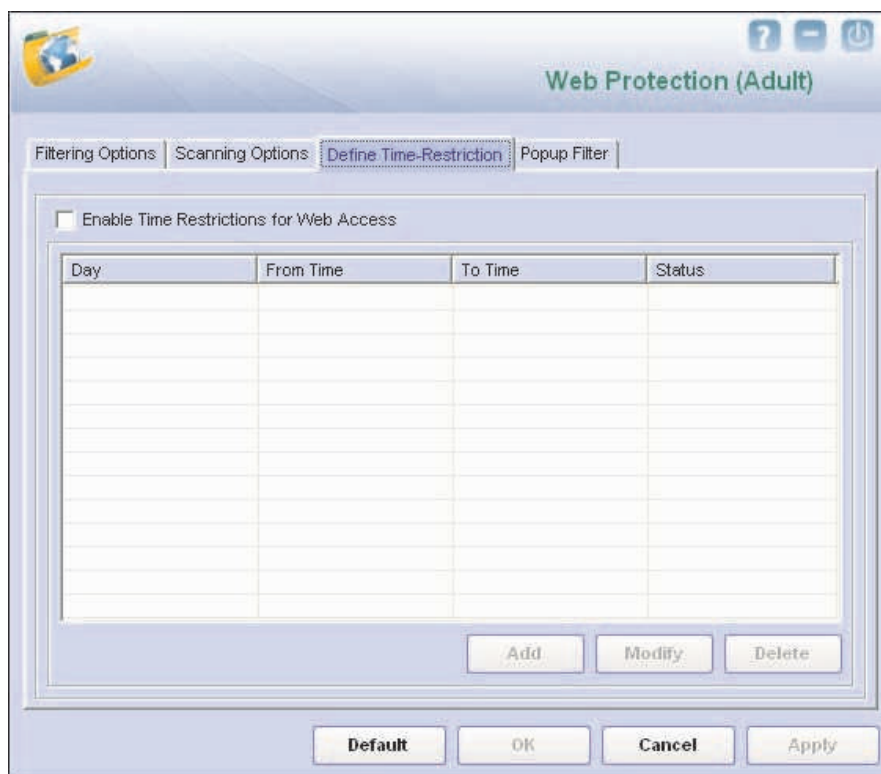 ?
Web Protection (Adult)
Filtering Options Scanning Options Define Time-Restriction Popup Filter
Enable Time Restrictions for Web Access
Day From Time To Time Status
Add Modify Delete
Default OK Cancel Apply